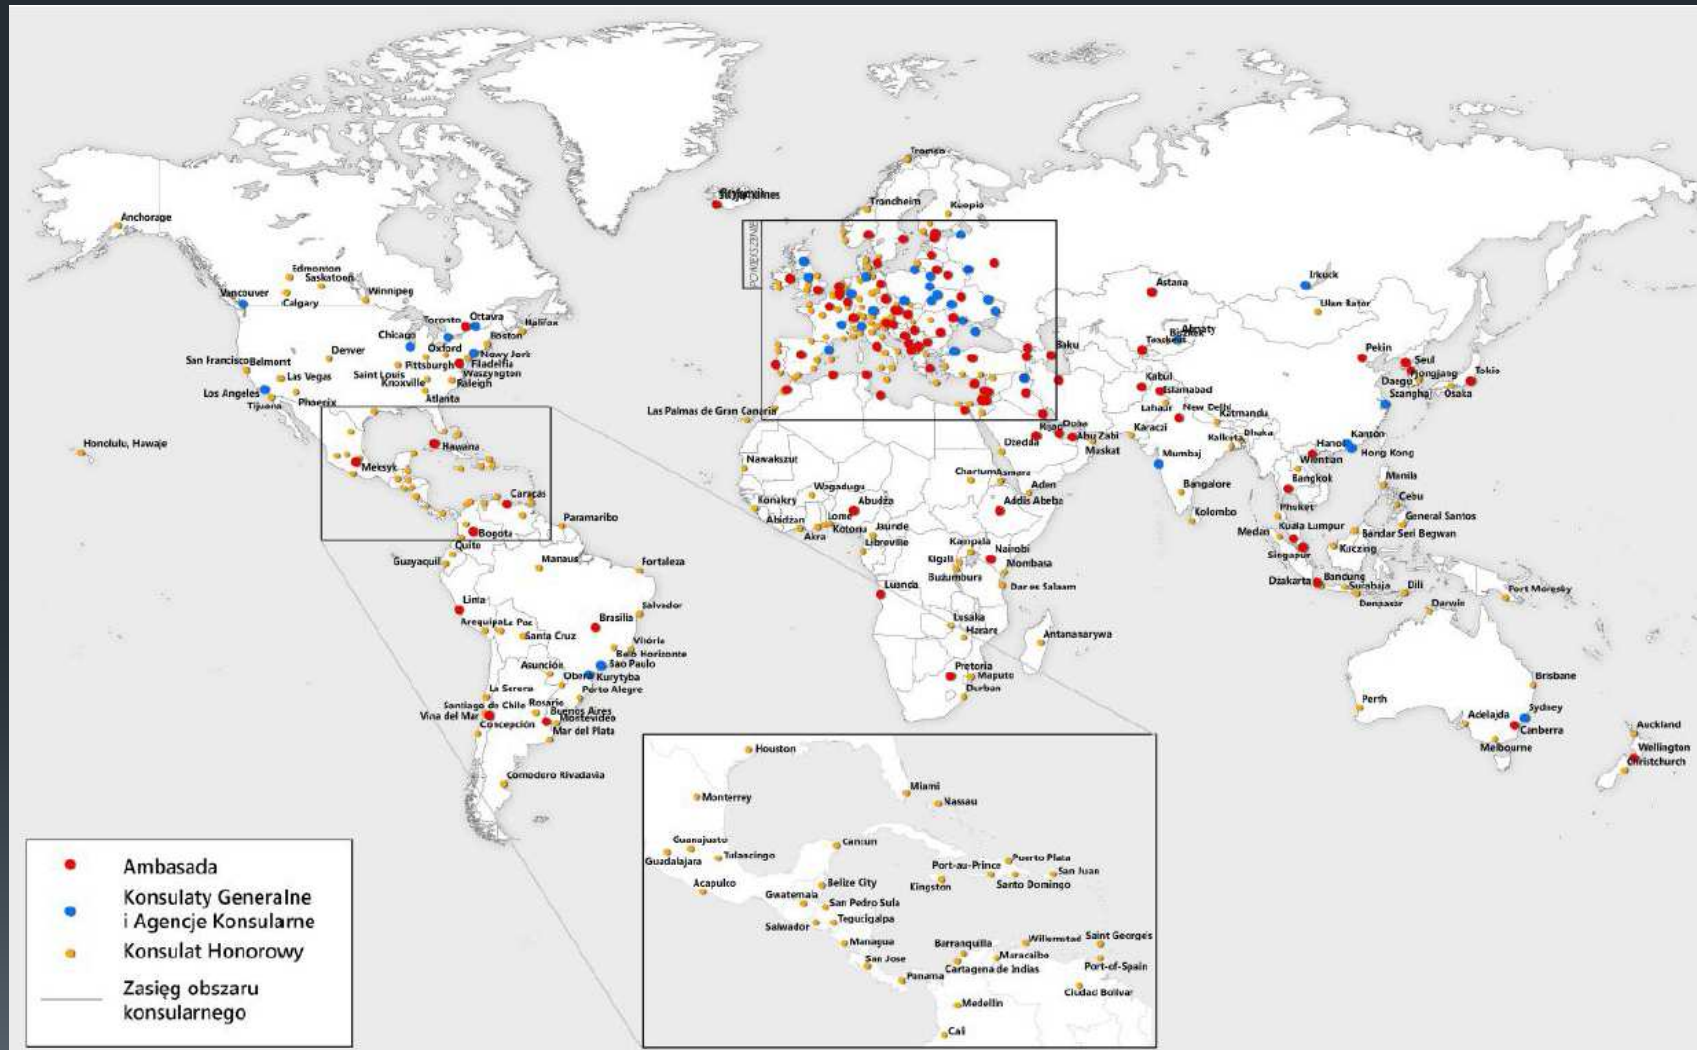 Tromso
Trondheim
Kuopio
Anchorage
POWIĘKSZENIE
Edmonton
Saskatoon
Winnipeg
Calgary
Vancouver
Irkuck
Astana
Ułan Bator
Toronto
Ottawa
Halifax
Chicago
Boston
Oxford
Nowy Jork
Filadelfia
Pittsburgh
Waszyngton
Denver
San Francisco
Belmont
Saint Louis
Knoxville
Raleigh
Atlanta
Las Vegas
Los Angeles
Phoenix
Tijuana
Baku
Taszkent
Ałmaty
Pekin
Seul
Tokio
Daegu
Osaka
Szanghaj
Kabul
Islamabad
Lahaur
New Delhi
Katmandu
Karaczi
Kalkuta
Dhaka
Kanton
Hanoi
Hong Kong
Las Palmas de Gran Canaria
Honolulu, Hawaje
Hawana
Meksyk
Caracas
Bogota
Quito
Guayaquil
Paramaribo
Manaus
Fortaleza
Doha
Abu Zabi
Maskat
Dżedda
Mumbaj
Wientian
Bangkok
Manila
Cebu
General Santos
Bangalore
Kolombo
Phuket
Nawakszut
Wagadugu
Konakry
Abudża
Chartum
Asmara
Aden
Addis Abeba
Abidżan
Lome
Kotonu
Akra
Jaunde
Libreville
Kampala
Nairobi
Kigali
Mombasa
Bużumbura
Dar es Salaam
Luanda
Medan
Kuala Lumpur
Bandar Seri Begwan
Singapur
Kuczing
Dżakarta
Bandung
Surabaja
Dili
Denpasar
Darwin
Port Moresby
Lima
Salvador
Brasilia
Arequipa
La Paz
Santa Cruz
Vitória
Belo Horizonte
Asunción
Sao Paulo
Obera
Kurytyba
La Serena
Porto Alegre
Santiago de Chile
Rosario
Buenos Aires
Vina del Mar
Concepción
Montevideo
Mar del Plata
Comodoro Rivadavia
Lusaka
Harare
Antananarywa
Pretoria
Maputo
Durban
Brisbane
Perth
Sydney
Adelajda
Canberra
Melbourne
Auckland
Wellington
Christchurch
Houston
Monterrey
Miami
Nassau
Guanajuato
Guadalajara
Tulancingo
Cancun
Acapulco
Port-au-Prince
Puerto Plata
San Juan
Kingston
Santo Domingo
Belize City
Gwatemala
San Pedro Sula
Salwador
Tegucigalpa
Managua
San Jose
Panama
Barranquilla
Willemstad
Saint George's
Maracaibo
Cartagena de Indias
Port-of-Spain
Ciudad Bolivar
Medellin
Cali
Ambasada
Konsulaty Generalne
i Agencje Konsularne
Konsulat Honorowy
Zasięg obszaru
konsularnego